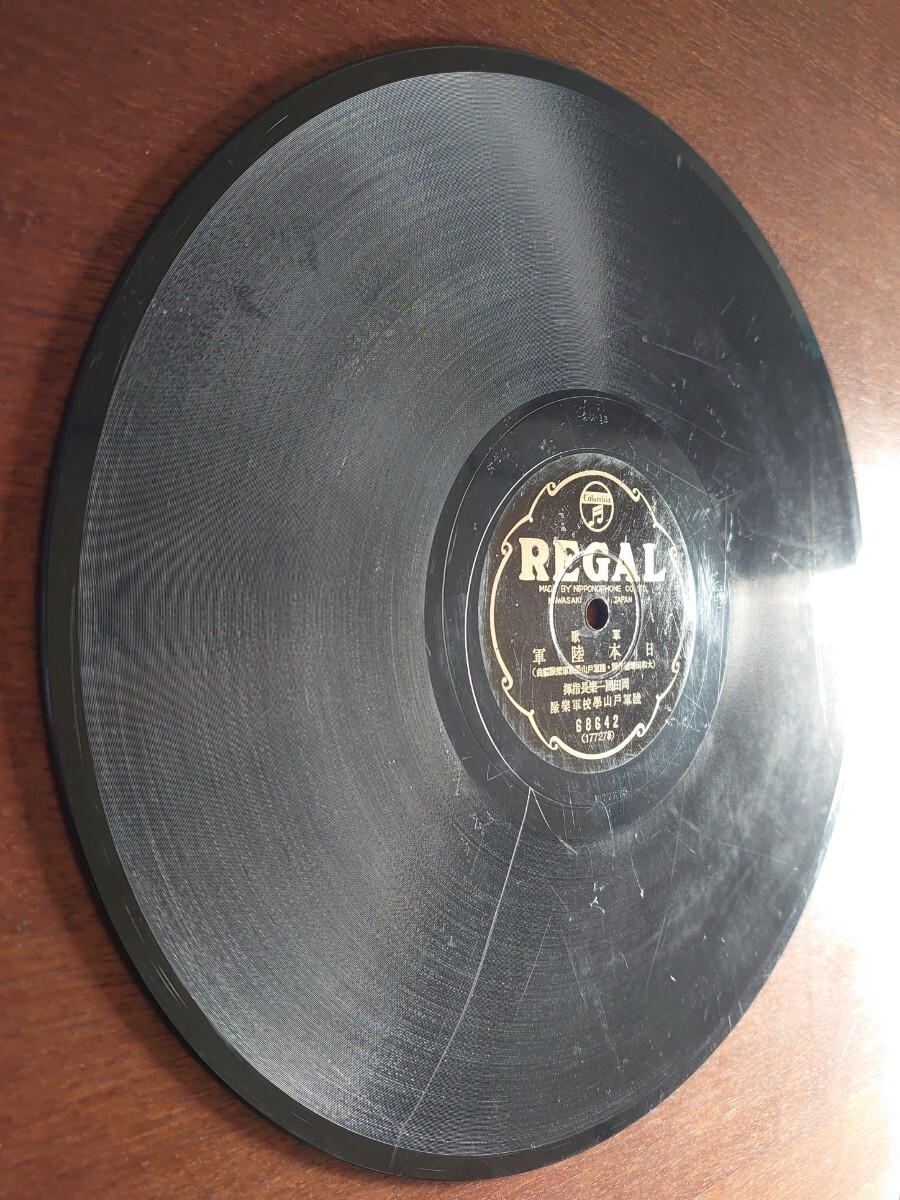 Columbia
REGAL
MADE BY NIPPONOPHONE CO., LTD.
KAWASAKI JAPAN
軍歌
日本陸軍
岡田國一樂長指揮
陸軍戸山學校軍樂隊
68642